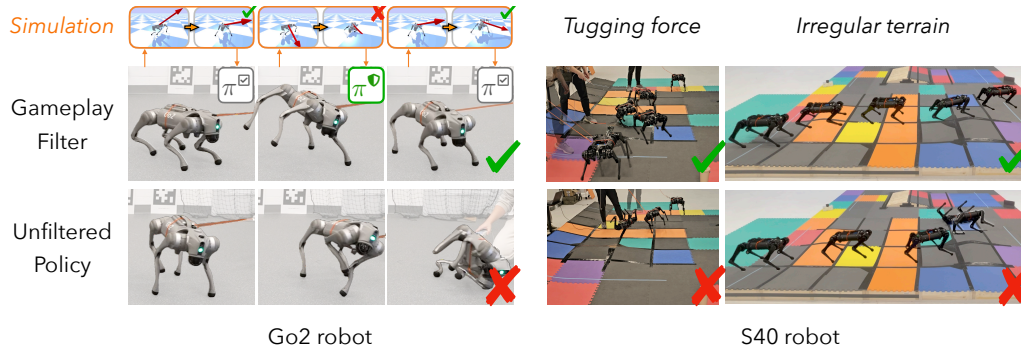 Simulation
Tugging force
Irregular terrain
Gameplay
Filter
π
π
π
Unfiltered
Policy
Go2 robot
S40 robot